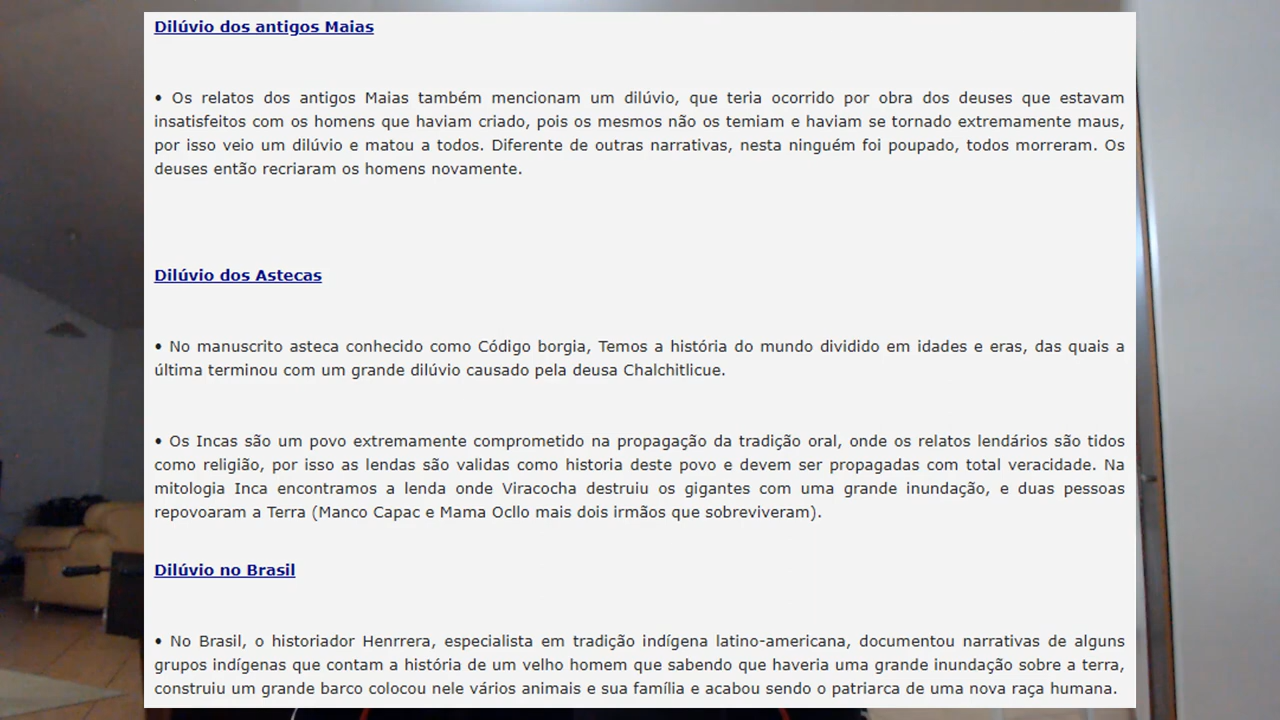 Dilúvio dos antigos Maias
• Os relatos dos antigos Maias também mencionam um dilúvio, que teria ocorrido por obra dos deuses que estavam
insatisfeitos com os homens que haviam criado, pois os mesmos não os temiam e haviam se tornado extremamente maus,
por isso veio um dilúvio e matou a todos. Diferente de outras narrativas, nesta ninguém foi poupado, todos morreram. Os
deuses então recriaram os homens novamente.
Dilúvio dos Astecas
• No manuscrito asteca conhecido como Código borgia, Temos a história do mundo dividido em idades e eras, das quais a
última terminou com um grande dilúvio causado pela deusa Chalchitlicue.
• Os Incas são um povo extremamente comprometido na propagação da tradição oral, onde os relatos lendários são tidos
como religião, por isso as lendas são validas como historia deste povo e devem ser propagadas com total veracidade. Na
mitologia Inca encontramos a lenda onde Viracocha destruiu os gigantes com uma grande inundação, e duas pessoas
repovoaram a Terra (Manco Capac e Mama Ocllo mais dois irmãos que sobreviveram).
Dilúvio no Brasil
• No Brasil, o historiador Henrrera, especialista em tradição indígena latino-americana, documentou narrativas de alguns
grupos indígenas que contam a história de um velho homem que sabendo que haveria uma grande inundação sobre a terra,
construiu um grande barco colocou nele vários animais e sua família e acabou sendo o patriarca de uma nova raça humana.